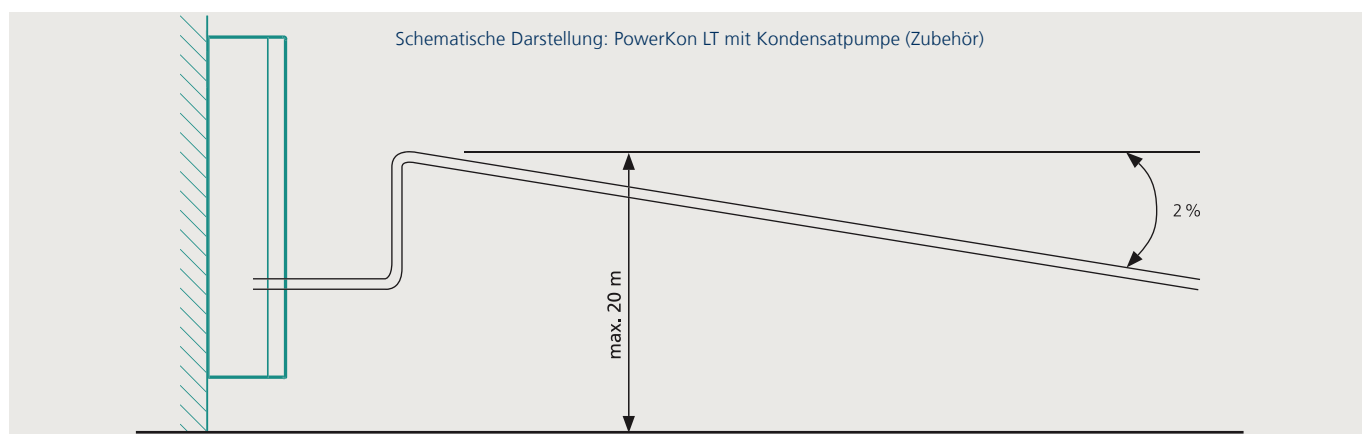 Schematische Darstellung: PowerKon LT mit Kondensatpumpe (Zubehör)
2 %
max. 20 m